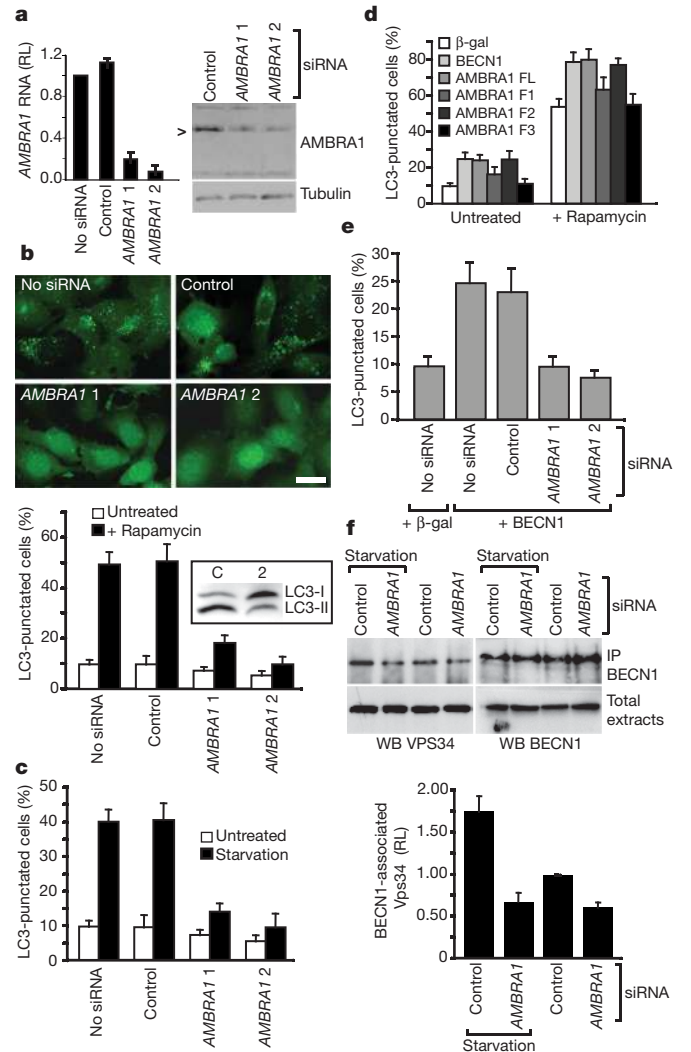 a
AMBRA1 RNA (RL)
1.2
0.8
0.4
0.0
No siRNA
Control
AMBRA1 1
AMBRA1 2
Control
AMBRA1 1
AMBRA1 2
siRNA
>
AMBRA1
Tubulin
b
No siRNA
Control
AMBRA1 1
AMBRA1 2
LC3-punctated cells (%)
60
40
20
0
Untreated
+ Rapamycin
C 2
LC3-I
LC3-II
No siRNA
Control
AMBRA1 1
AMBRA1 2
c
LC3-punctated cells (%)
50
40
30
20
10
0
Untreated
Starvation
No siRNA
Control
AMBRA1 1
AMBRA1 2
d
LC3-punctated cells (%)
80
60
40
20
0
β-gal
BECN1
AMBRA1 FL
AMBRA1 F1
AMBRA1 F2
AMBRA1 F3
Untreated
+ Rapamycin
e
LC3-punctated cells (%)
30
25
20
15
10
5
0
No siRNA
No siRNA
Control
AMBRA1 1
AMBRA1 2
siRNA
+ β-gal
+ BECN1
f
Starvation
Starvation
Control
AMBRA1
Control
AMBRA1
Control
AMBRA1
Control
AMBRA1
siRNA
IP
BECN1
Total
extracts
WB VPS34
WB BECN1
BECN1-associated
Vps34 (RL)
2.00
1.50
1.00
0.50
0
Control
AMBRA1
Control
AMBRA1
siRNA
Starvation